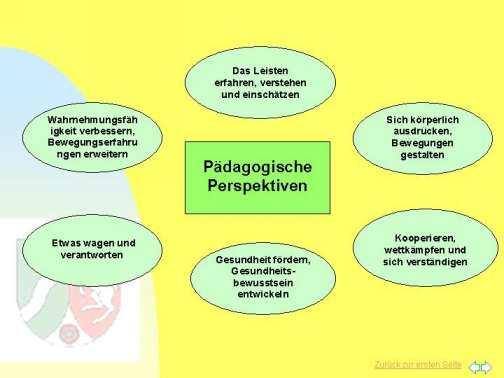 Das Leisten
erfahren, verstehen
und einschätzen
Wahrnehmungsfäh
igkeit verbessern,
Bewegungserfahru
ngen erweitern
Sich körperlich
ausdrücken,
Bewegungen
gestalten
Pädagogische
Perspektiven
Etwas wagen und
verantworten
Gesundheit fördern,
Gesundheits-
bewusstsein
entwickeln
Kooperieren,
wettkämpfen und
sich verständigen
Zurück zur ersten Seite